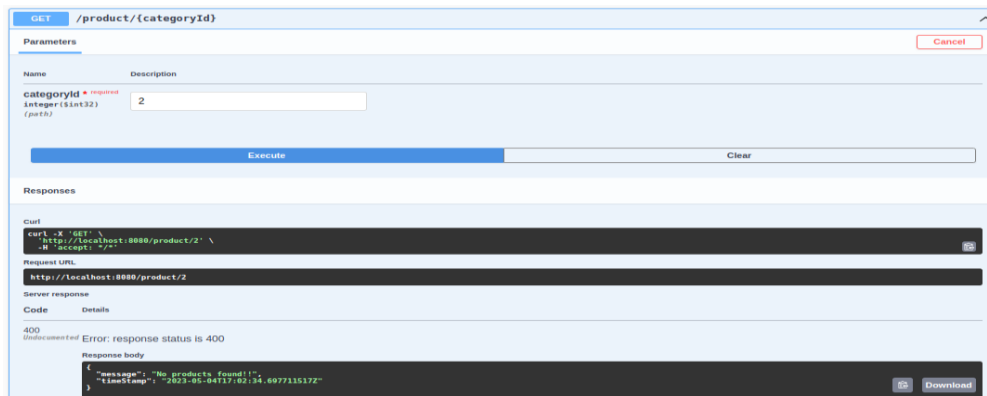 GET /product/{categoryId}
Parameters Cancel
Name Description
categoryId * required 2
integer($int32)
(path)
Execute Clear
Responses
Curl
curl -X 'GET' \
'http://localhost:8080/product/2' \
-H 'accept: */*'
Request URL
http://localhost:8080/product/2
Server response
Code Details
400
Undocumented Error: response status is 400
Response body
{
"message": "No products found!!",
"timeStamp": "2023-05-04T17:02:34.697711517Z"
}
Download